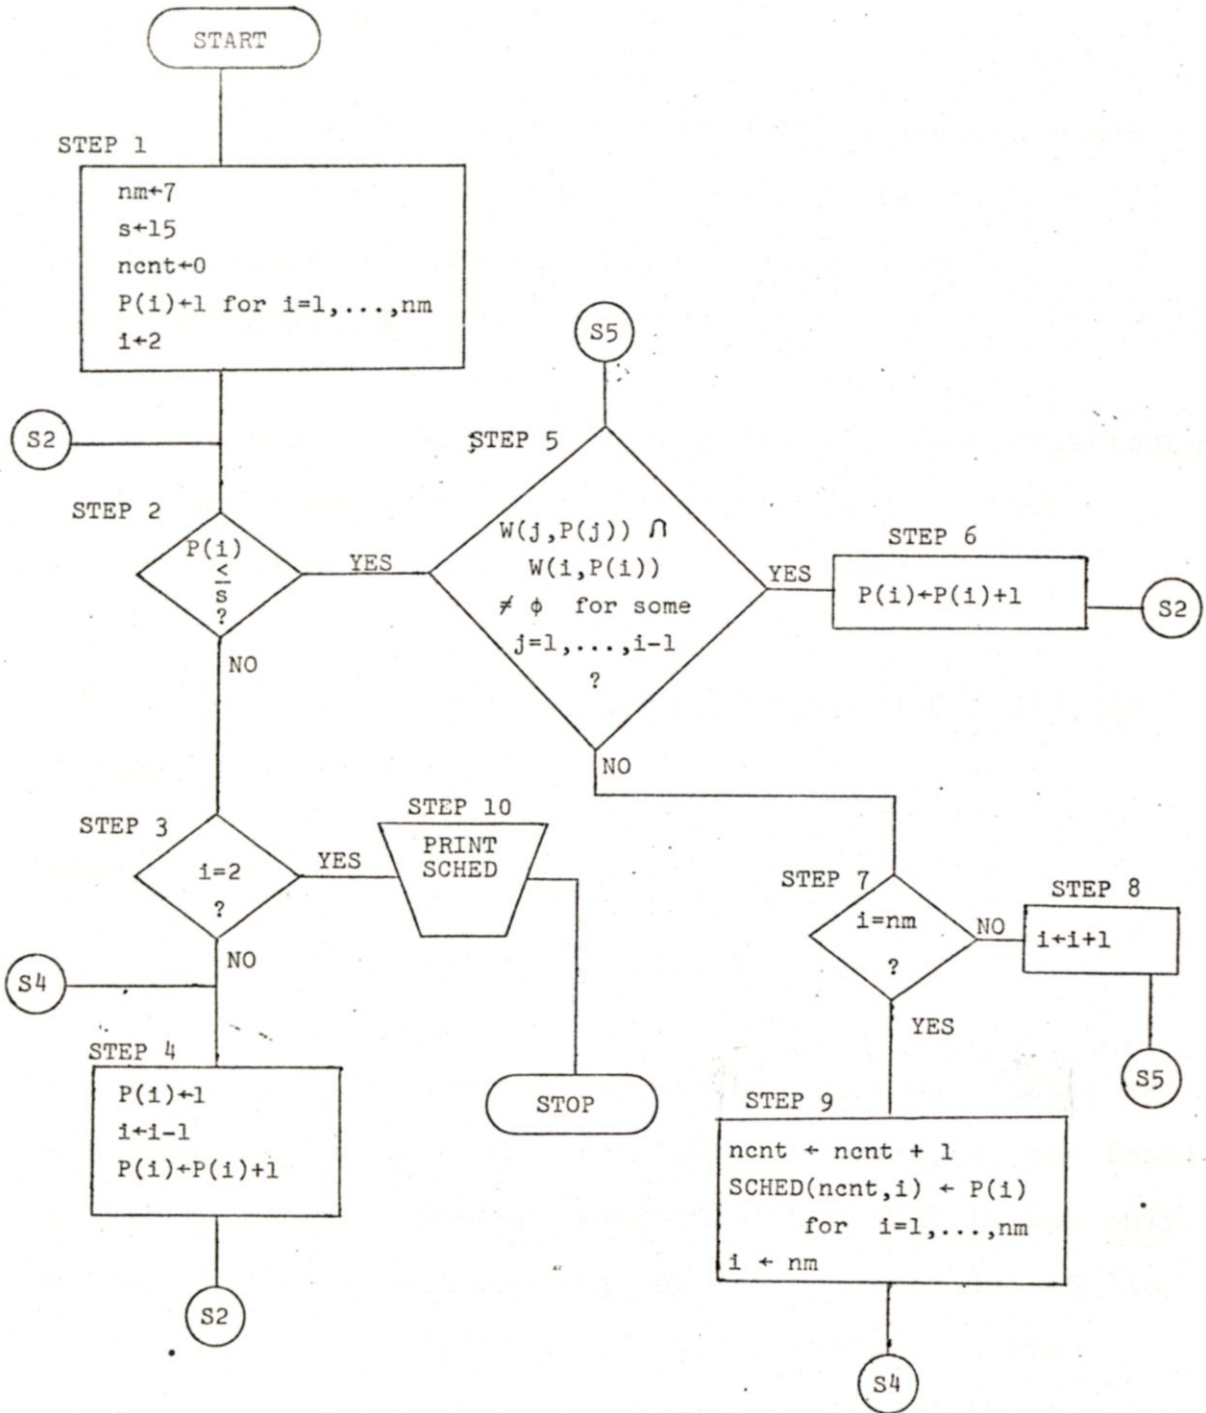 START
STEP 1
nm←7
s←15
ncnt←0
P(i)←1 for i=1,...,nm
i←2
S2
STEP 2
P(i)
≤
s
?
YES
NO
S5
STEP 5
W(j,P(j)) ∩
W(i,P(i))
≠ ϕ for some
j=1,...,i-1
?
YES
NO
STEP 6
P(i)←P(i)+1
S2
STEP 3
i=2
?
YES
NO
STEP 10
PRINT
SCHED
STOP
S4
STEP 4
P(i)←1
i←i-1
P(i)←P(i)+1
S2
STEP 7
i=nm
?
NO
YES
STEP 8
i←i+1
S5
STEP 9
ncnt ← ncnt + 1
SCHED(ncnt,i) ← P(i)
for i=1,...,nm
i ← nm
S4